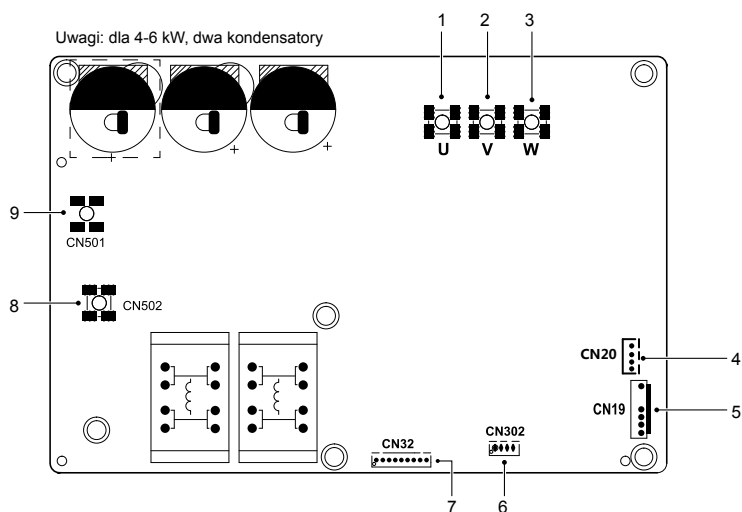 Uwagi: dla 4-6 kW, dwa kondensatory
1
2
3
U
V
W
9
CN501
8
CN502
CN20
4
CN19
5
CN302
CN32
7
6